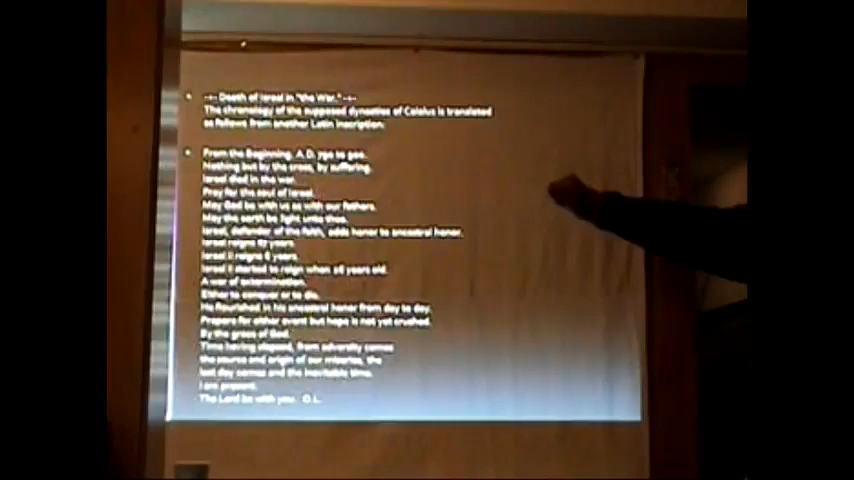 -- Death of Israel in "the War." --
The chronology of the supposed dynasties of Calalus is translated
as follows from another Latin inscription.
From the Beginning, A.D. 790 to 900.
Nothing but by the cross, by suffering.
Israel died in the war.
Pray for the soul of Israel.
May God be with us as with our fathers.
May the earth be light unto thee.
Israel, defender of the faith, adds honor to ancestral honor.
Israel reigns 67 years.
Israel II reigns 6 years.
Israel started to reign when 26 years old.
A war of extermination.
Either to conquer or to die.
He flourished in his ancestral honor from day to day.
Prepare for either event but hope is not yet crushed.
By the grace of God.
Time having elapsed, from adversity comes
the source and origin of our miseries, the
last day comes and the inevitable time.
I am present.
The Lord be with you. O.L.